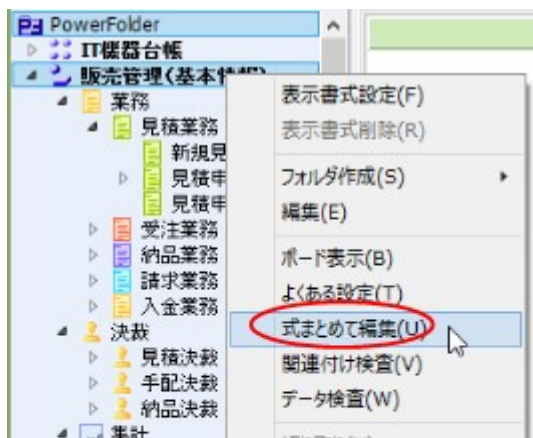 PowerFolder
IT機器台帳
販売管理(基本情報)
業務
見積業務
新規見
見積申
見積申
受注業務
納品業務
請求業務
入金業務
決裁
見積決裁
手配決裁
納品決裁
集計
表示書式設定(F)
表示書式削除(R)
フォルダ作成(S)
編集(E)
ボード表示(B)
よくある設定(T)
式まとめて編集(U)
関連付け検査(V)
データ検査(W)